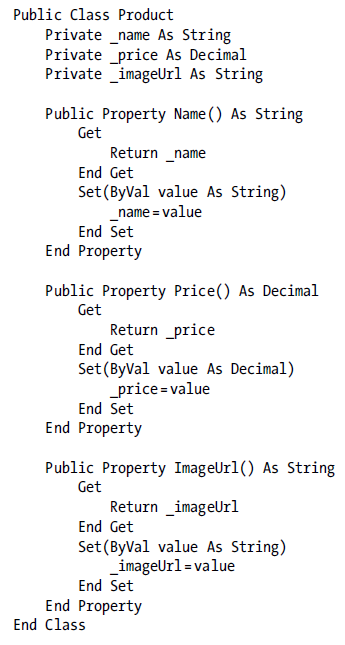 Public Class Product
    Private _name As String
    Private _price As Decimal
    Private _imageUrl As String

    Public Property Name() As String
        Get
            Return _name
        End Get
        Set(ByVal value As String)
            _name=value
        End Set
    End Property

    Public Property Price() As Decimal
        Get
            Return _price
        End Get
        Set(ByVal value As Decimal)
            _price=value
        End Set
    End Property

    Public Property ImageUrl() As String
        Get
            Return _imageUrl
        End Get
        Set(ByVal value As String)
            _imageUrl=value
        End Set
    End Property
End Class